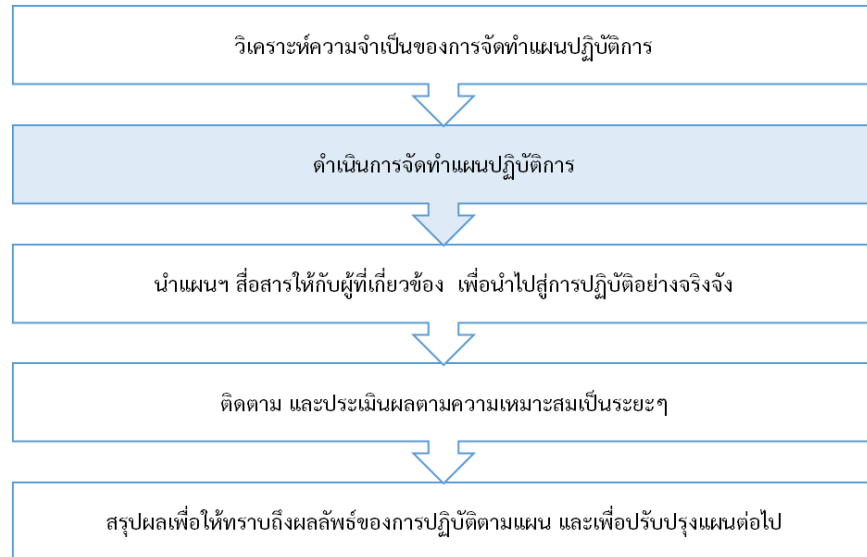 วิเคราะห์ความจำเป็นของการจัดทำแผนปฏิบัติการ
ดำเนินการจัดทำแผนปฏิบัติการ
นำแผนฯ สื่อสารให้กับผู้ที่เกี่ยวข้อง เพื่อนำไปสู่การปฏิบัติอย่างจริงจัง
ติดตาม และประเมินผลตามความเหมาะสมเป็นระยะๆ
สรุปผลเพื่อให้ทราบถึงผลลัพธ์ของการปฏิบัติตามแผน และเพื่อปรับปรุงแผนต่อไป